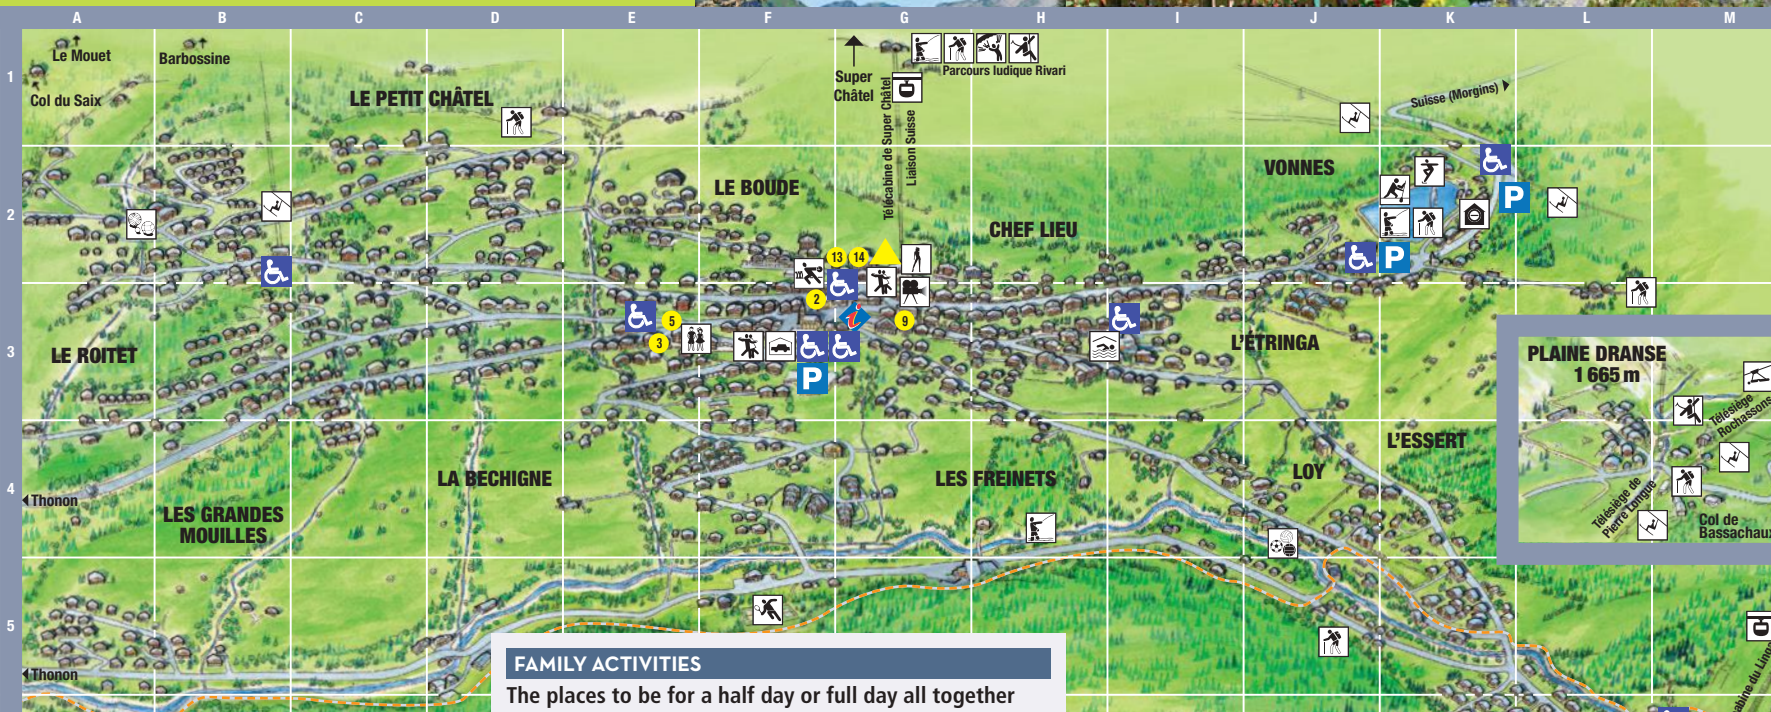 A B C D E F G H I J K L M
1
Le Mouet
Barbossine
Col du Saix
LE PETIT CHÂTEL
Super
Châtel
Parcours ludique Rivari
Télécabine de Super Châtel
Liaison Suisse
Suisse (Morgins)
2
LE BOUDE
CHEF LIEU
VONNES
P
P
13 14
2
i
9
5
3
3
LE ROITET
P
L'ÉTRINGA
PLAINE DRANSE
1 665 m
Télésiège
Rochassons
Télésiège de
Pierre Longue
Col de
Bassachaux
4
Thonon
LES GRANDES
MOUILLES
LA BECHIGNE
LES FREINETS
LOY
L'ESSERT
5
Thonon
FAMILY ACTIVITIES
The places to be for a half day or full day all together